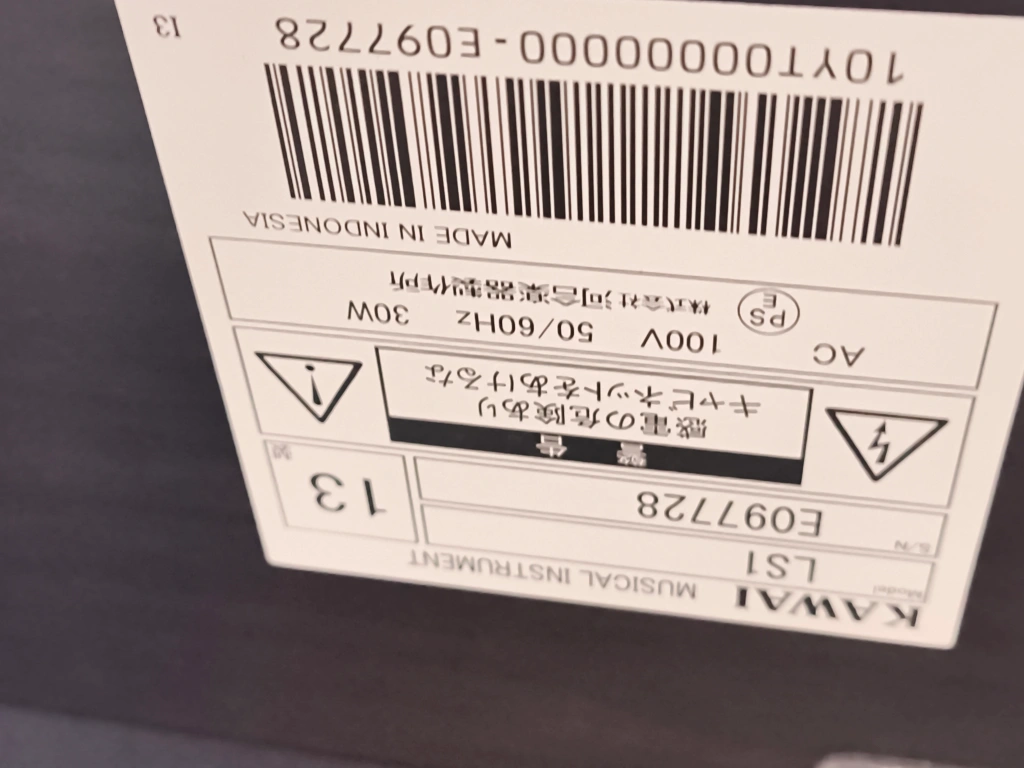 KAWAI MUSICAL INSTRUMENT
Model
LS1
S/N
E097728
13
警告
感電の危険あり
キャビネットをあけるな
AC 100V 50/60Hz 30W
PS
E
株式会社河合楽器製作所
MADE IN INDONESIA
10YT00000000-E097728
13